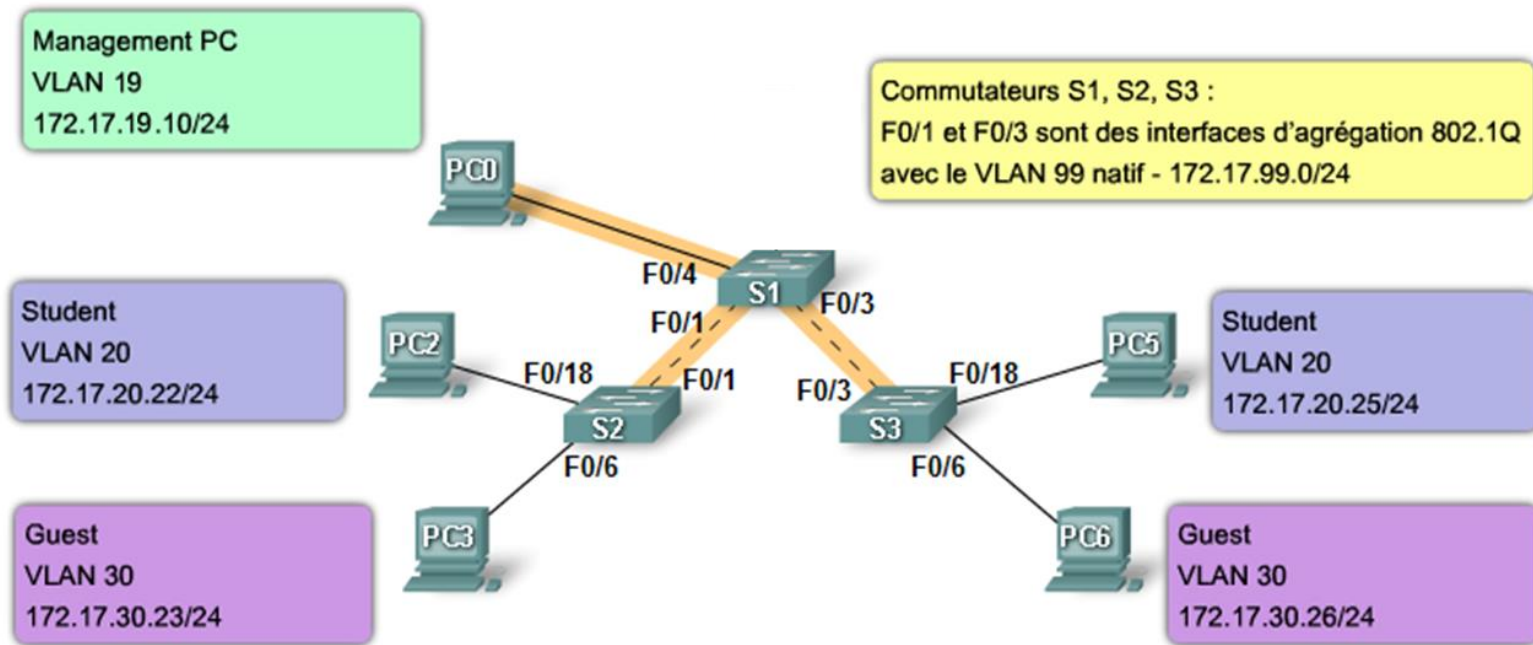 Management PC
VLAN 19
172.17.19.10/24
Commutateurs S1, S2, S3 :
F0/1 et F0/3 sont des interfaces d’agrégation 802.1Q
avec le VLAN 99 natif - 172.17.99.0/24
PC0
F0/4
S1
F0/1
F0/3
Student
VLAN 20
172.17.20.22/24
PC2
F0/18
F0/1
S2
F0/6
F0/3
F0/18
S3
F0/6
PC5
Student
VLAN 20
172.17.20.25/24
Guest
VLAN 30
172.17.30.23/24
PC3
PC6
Guest
VLAN 30
172.17.30.26/24